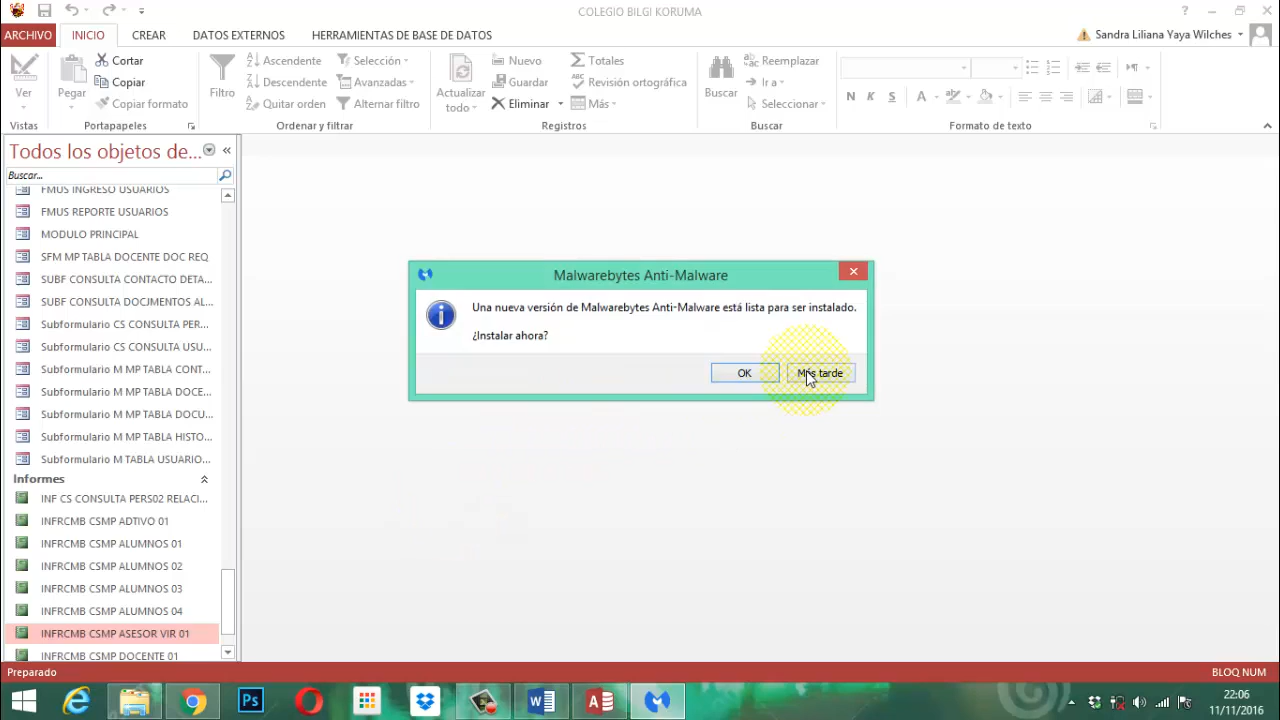 COLEGIO BILGI KORUMA
ARCHIVO INICIO CREAR DATOS EXTERNOS HERRAMIENTAS DE BASE DE DATOS
Sandra Liliana Yaya Wilches
Ver
Vistas
Pegar
Cortar
Copiar
Copiar formato
Portapapeles
Filtro
Ascendente
Descendente
Quitar orden
Selección
Avanzadas
Alternar filtro
Ordenar y filtrar
Actualizar
todo
Nuevo
Guardar
Eliminar
Totales
Revisión ortográfica
Más
Registros
Buscar
Reemplazar
Ir a
Seleccionar
Buscar
N K S
A
Formato de texto
Todos los objetos de...
Buscar...
FMUS INGRESO USUARIOS
FMUS REPORTE USUARIOS
MODULO PRINCIPAL
SFM MP TABLA DOCENTE DOC REQ
SUBF CONSULTA CONTACTO DETA...
SUBF CONSULTA DOCJMENTOS AL...
Subformulario CS CONSULTA PER...
Subformulario CS CONSULTA USU...
Subformulario M MP TABLA CONT...
Subformulario M MP TABLA DOCE...
Subformulario M MP TABLA DOCU...
Subformulario M MP TABLA HISTO...
Subformulario M TABLA USUARIO...
Informes
INF CS CONSULTA PERS02 RELACI...
INFRCMB CSMP ADTIVO 01
INFRCMB CSMP ALUMNOS 01
INFRCMB CSMP ALUMNOS 02
INFRCMB CSMP ALUMNOS 03
INFRCMB CSMP ALUMNOS 04
INFRCMB CSMP ASESOR VIR 01
INFRCMB CSMP DOCENTE 01
Malwarebytes Anti-Malware
Una nueva versión de Malwarebytes Anti-Malware está lista para ser instalado.
¿Instalar ahora?
OK Más tarde
Preparado
BLOQ NUM
Ps
22:06
11/11/2016